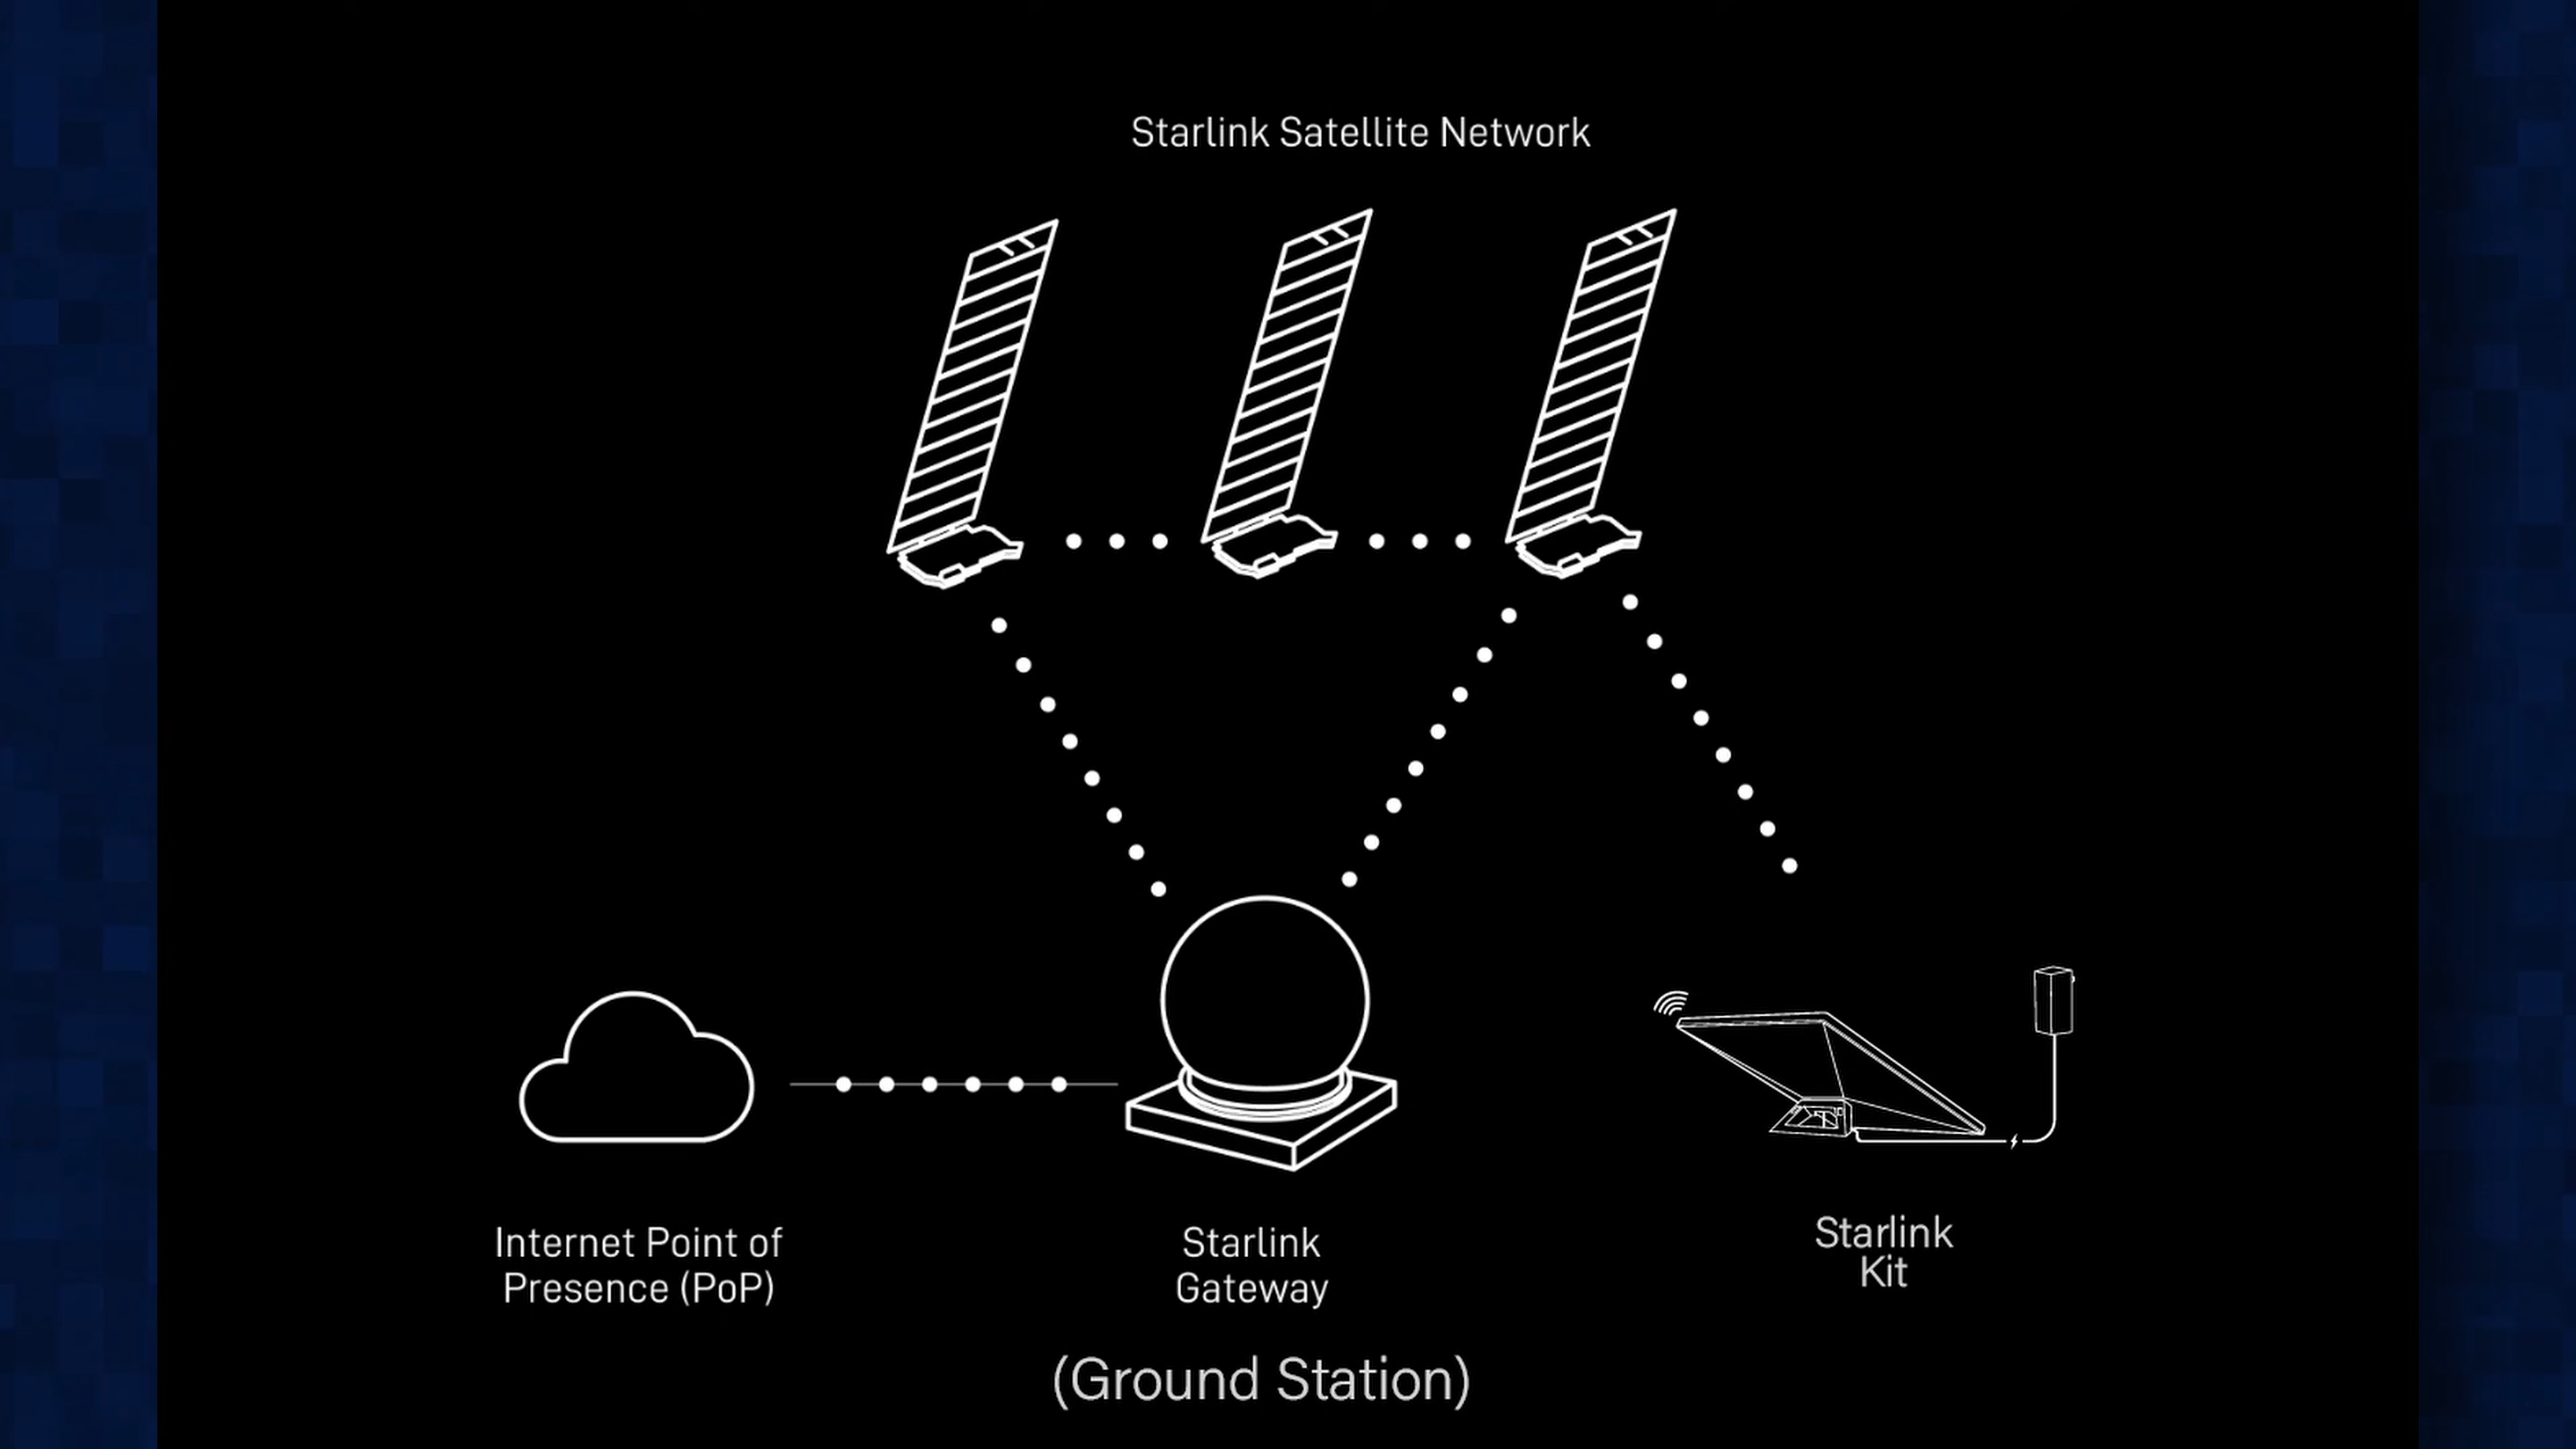 Starlink Satellite Network
Internet Point of
Presence (PoP)
Starlink
Gateway
(Ground Station)
Starlink
Kit